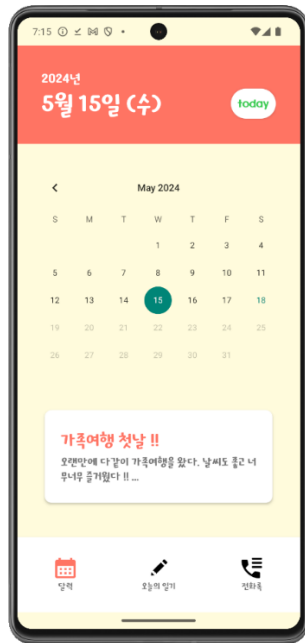 7:15
2024년
5월 15일 (수)
today
May 2024
S M T W T F S
1 2 3 4
5 6 7 8 9 10 11
12 13 14 15 16 17 18
19 20 21 22 23 24 25
26 27 28 29 30 31
가족여행 첫날 !!
오랜만에 다같이 가족여행을 왔다. 날씨도 좋고 너
무너무 즐거웠다 !! ...
달력 오늘의 일기 전화목